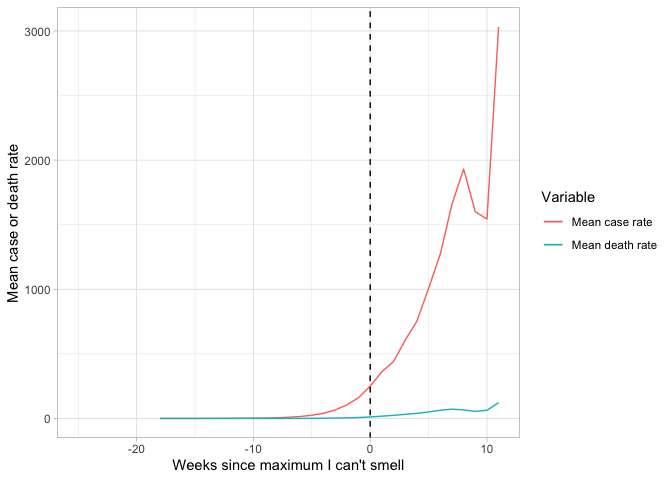 3000
2000
1000
0
Mean case or death rate
-20
-10
0
10
Weeks since maximum I can't smell
Variable
Mean case rate
Mean death rate